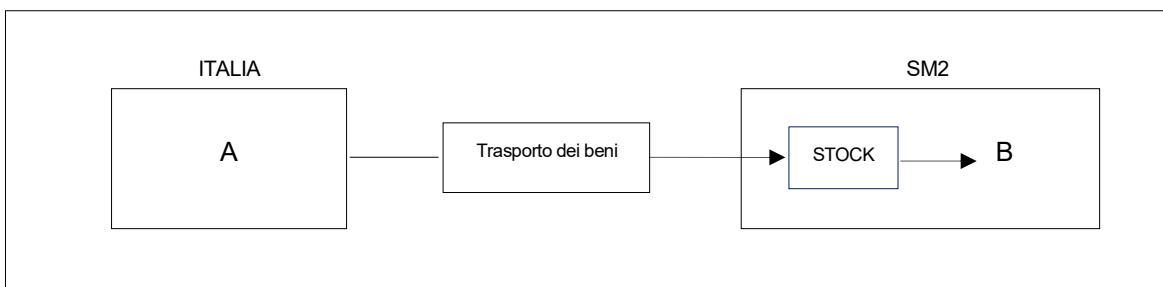 ITALIA
SM2
A
Trasporto dei beni
STOCK
B